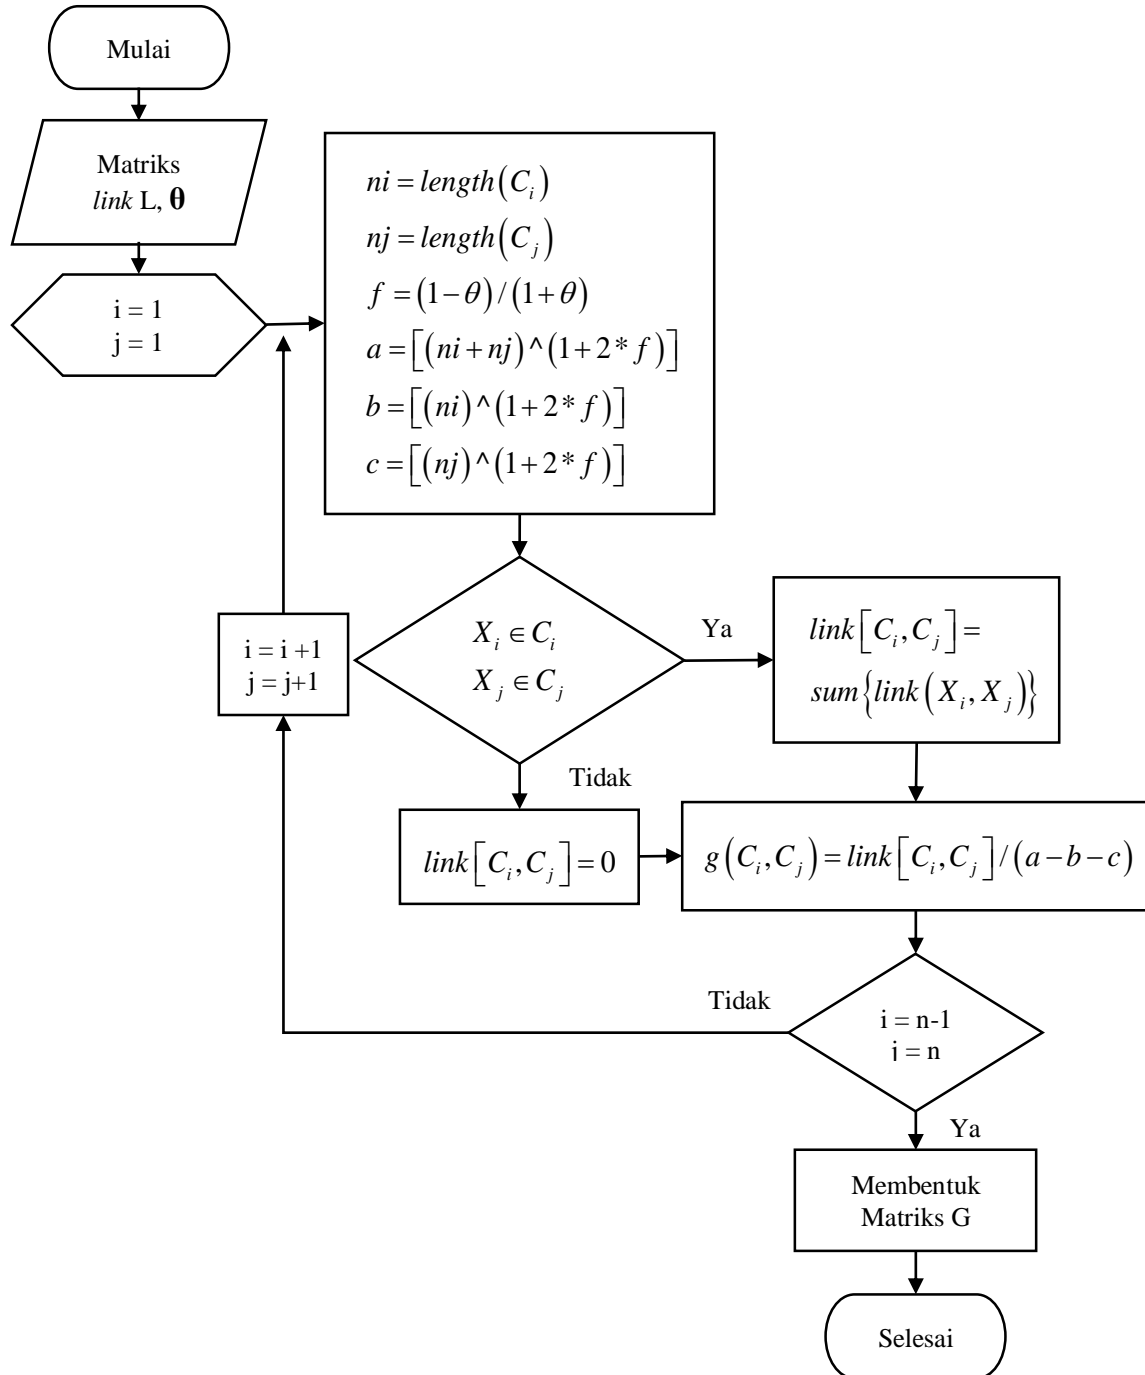 Mulai
Matriks
link L, θ
i = 1
j = 1
ni = length(C_i)
nj = length(C_j)
f = (1 − θ) / (1 + θ)
a = [(ni + nj) ^ (1 + 2 * f)]
b = [(ni) ^ (1 + 2 * f)]
c = [(nj) ^ (1 + 2 * f)]
i = i +1
j = j+1
X_i ∈ C_i
X_j ∈ C_j
Ya
link[C_i, C_j] =
sum{link(X_i, X_j)}
Tidak
link[C_i, C_j] = 0
g(C_i, C_j) = link[C_i, C_j] / (a − b − c)
Tidak
i = n-1
j = n
Ya
Membentuk
Matriks G
Selesai